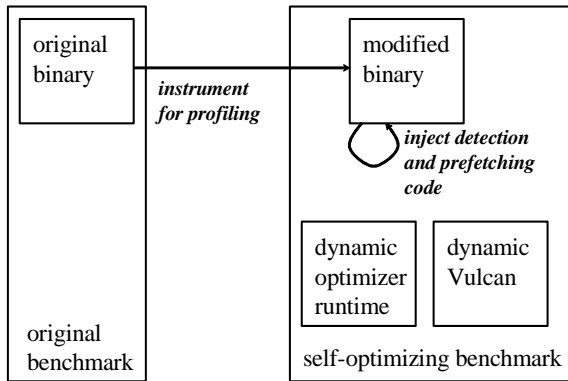 original
binary
instrument
for profiling
modified
binary
inject detection
and prefetching
code
dynamic
optimizer
runtime
dynamic
Vulcan
original
benchmark
self-optimizing benchmark